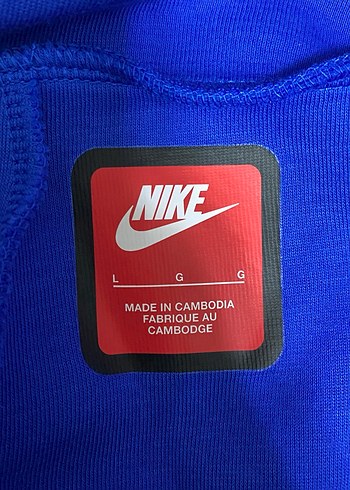 NIKE
L G G
MADE IN CAMBODIA
FABRIQUE AU
CAMBODGE